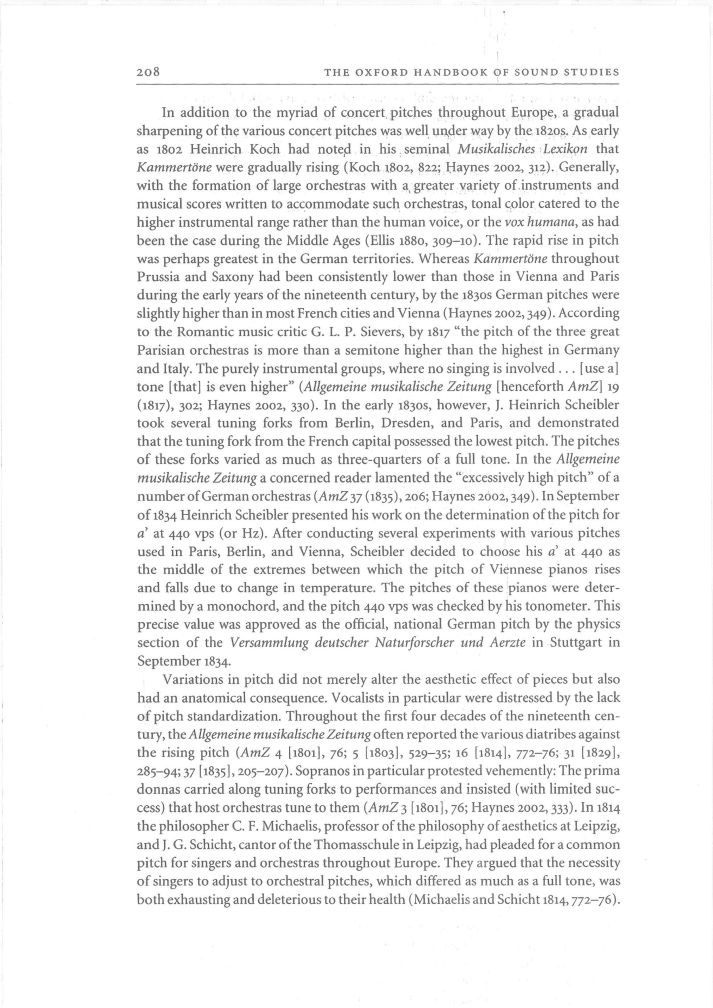 208 THE OXFORD HANDBOOK OF SOUND STUDIES
In addition to the myriad of concert pitches throughout Europe, a gradual
sharpening of the various concert pitches was well under way by the 1820s. As early
as 1802 Heinrich Koch had noted in his seminal Musikalisches Lexikon that
Kammertöne were gradually rising (Koch 1802, 822; Haynes 2002, 312). Generally,
with the formation of large orchestras with a greater variety of instruments and
musical scores written to accommodate such orchestras, tonal color catered to the
higher instrumental range rather than the human voice, or the vox humana, as had
been the case during the Middle Ages (Ellis 1880, 309–10). The rapid rise in pitch
was perhaps greatest in the German territories. Whereas Kammertöne throughout
Prussia and Saxony had been consistently lower than those in Vienna and Paris
during the early years of the nineteenth century, by the 1830s German pitches were
slightly higher than in most French cities and Vienna (Haynes 2002, 349). According
to the Romantic music critic G. L. P. Sievers, by 1817 “the pitch of the three great
Parisian orchestras is more than a semitone higher than the highest in Germany
and Italy. The purely instrumental groups, where no singing is involved . . . [use a]
tone [that] is even higher” (Allgemeine musikalische Zeitung [henceforth AmZ] 19
(1817), 302; Haynes 2002, 330). In the early 1830s, however, J. Heinrich Scheibler
took several tuning forks from Berlin, Dresden, and Paris, and demonstrated
that the tuning fork from the French capital possessed the lowest pitch. The pitches
of these forks varied as much as three-quarters of a full tone. In the Allgemeine
musikalische Zeitung a concerned reader lamented the “excessively high pitch” of a
number of German orchestras (AmZ 37 (1835), 206; Haynes 2002, 349). In September
of 1834 Heinrich Scheibler presented his work on the determination of the pitch for
a’ at 440 vps (or Hz). After conducting several experiments with various pitches
used in Paris, Berlin, and Vienna, Scheibler decided to choose his a’ at 440 as
the middle of the extremes between which the pitch of Viennese pianos rises
and falls due to change in temperature. The pitches of these pianos were deter-
mined by a monochord, and the pitch 440 vps was checked by his tonometer. This
precise value was approved as the official, national German pitch by the physics
section of the Versammlung deutscher Naturforscher und Aerzte in Stuttgart in
September 1834.
Variations in pitch did not merely alter the aesthetic effect of pieces but also
had an anatomical consequence. Vocalists in particular were distressed by the lack
of pitch standardization. Throughout the first four decades of the nineteenth cen-
tury, the Allgemeine musikalische Zeitung often reported the various diatribes against
the rising pitch (AmZ 4 [1801], 76; 5 [1803], 529–35; 16 [1814], 772–76; 31 [1829],
285–94; 37 [1835], 205–207). Sopranos in particular protested vehemently: The prima
donnas carried along tuning forks to performances and insisted (with limited suc-
cess) that host orchestras tune to them (AmZ 3 [1801], 76; Haynes 2002, 333). In 1814
the philosopher C. F. Michaelis, professor of the philosophy of aesthetics at Leipzig,
and J. G. Schicht, cantor of the Thomasschule in Leipzig, had pleaded for a common
pitch for singers and orchestras throughout Europe. They argued that the necessity
of singers to adjust to orchestral pitches, which differed as much as a full tone, was
both exhausting and deleterious to their health (Michaelis and Schicht 1814, 772–76).